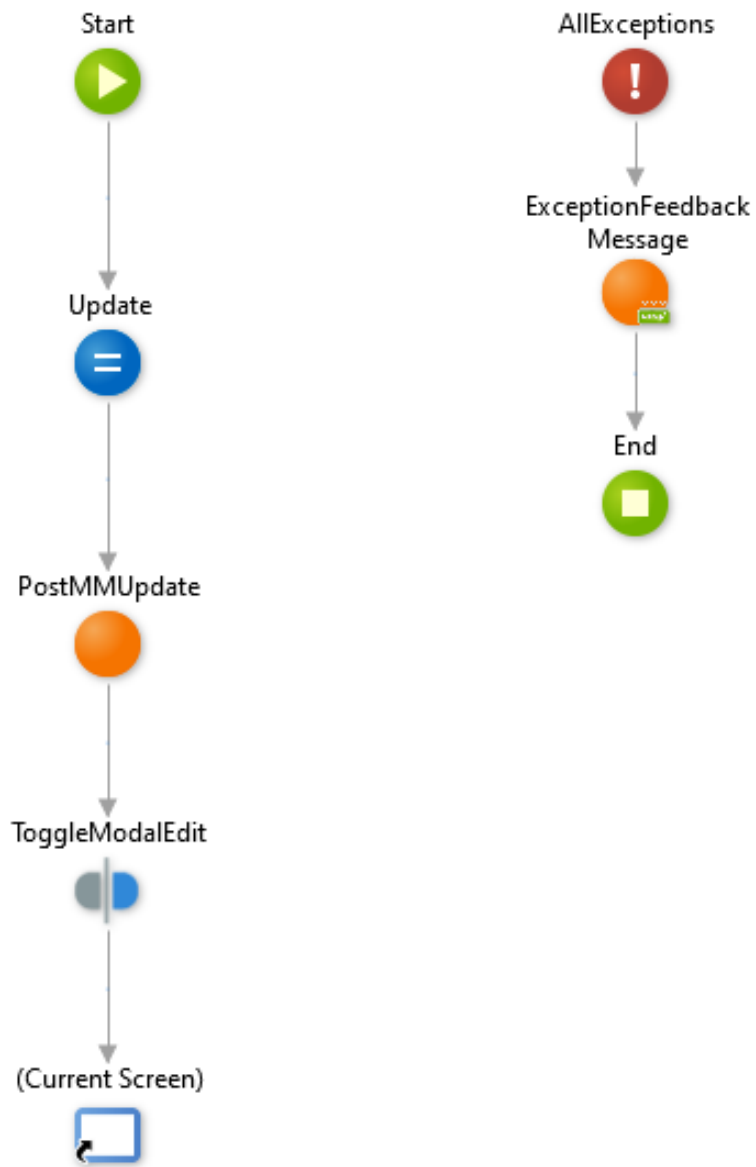 Start
Update
PostMMUpdate
ToggleModalEdit
(Current Screen)
AllExceptions
ExceptionFeedback
Message
End